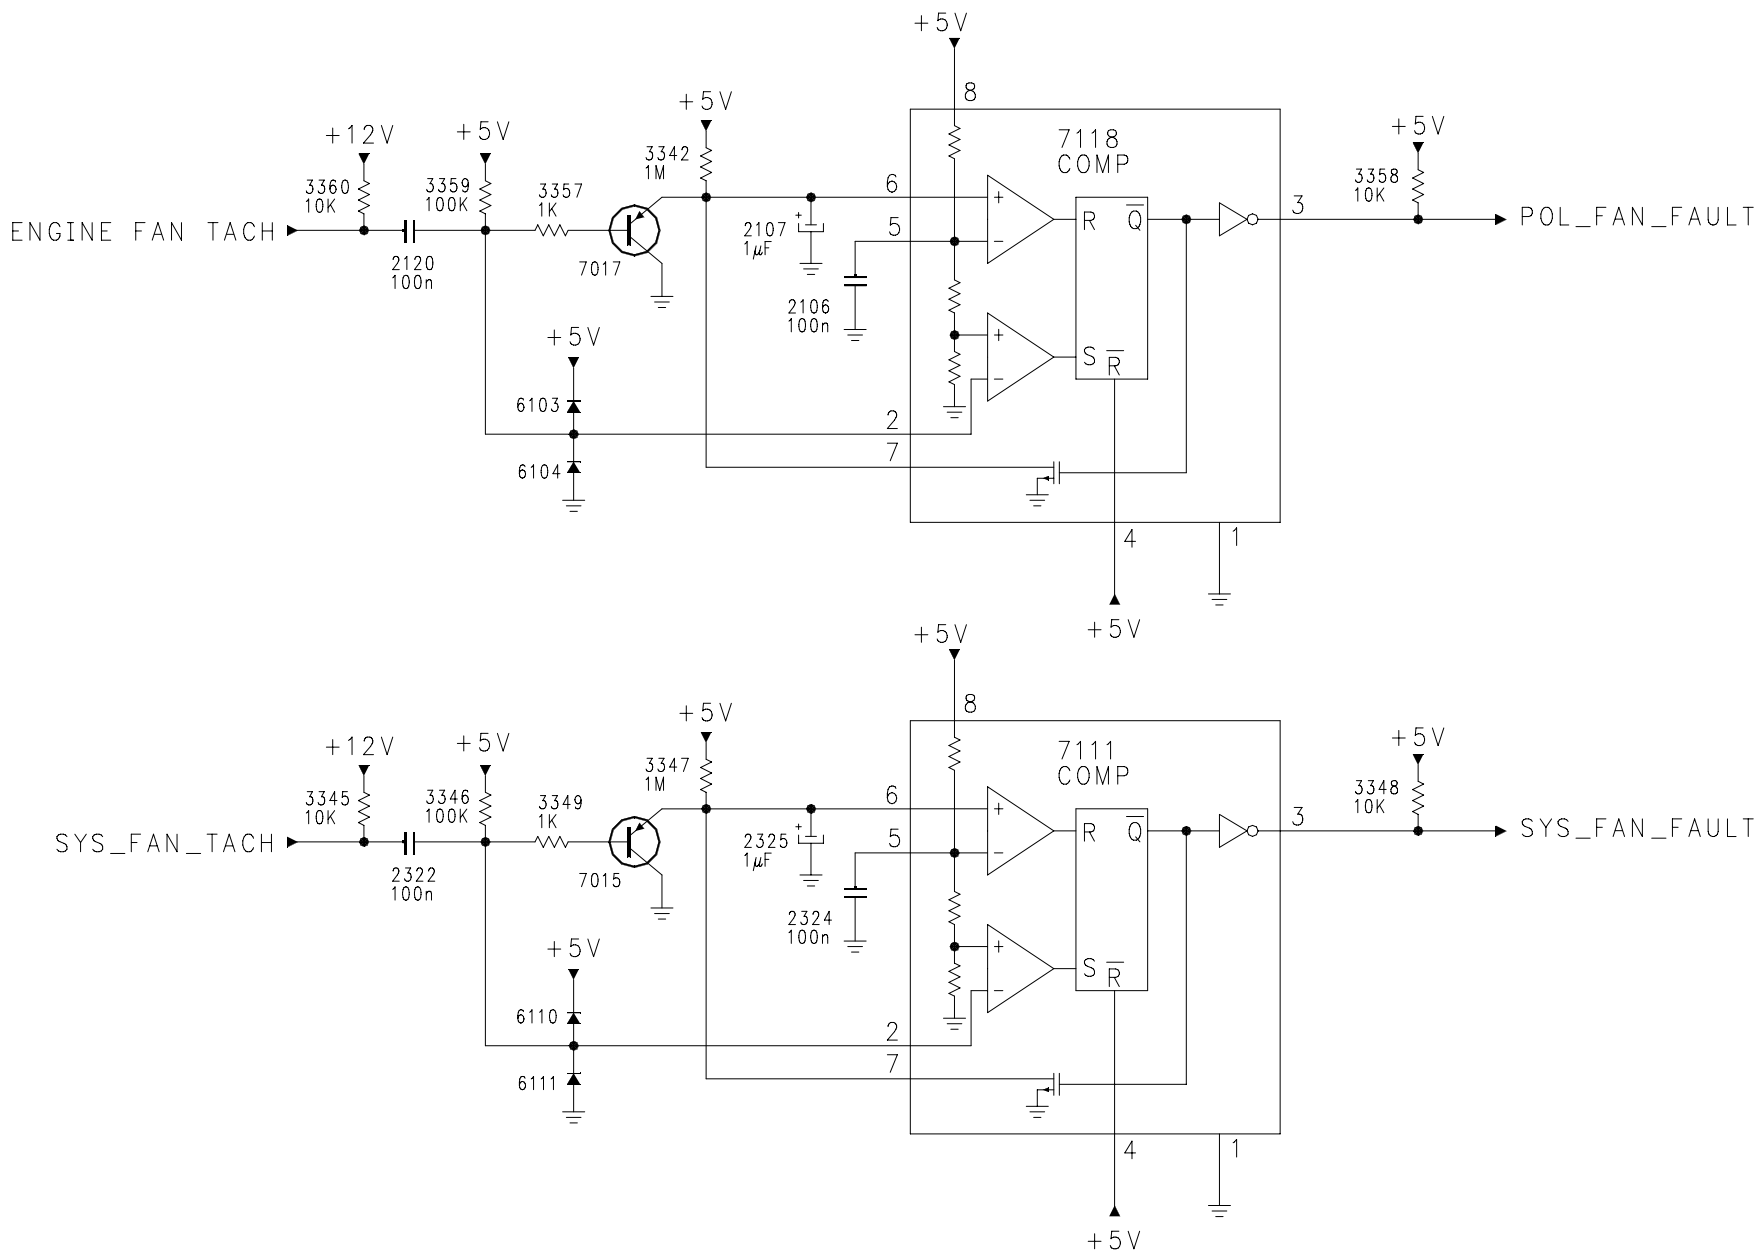 +5V
8
+5V
7118
COMP
+5V
+12V
+5V
3342
1M
3360
10K
3359
100K
3357
1K
6
3358
10K
3
ENGINE FAN TACH
+
2107
1µF
5
+
−
R
Q
POL_FAN_FAULT
2120
100n
7017
2106
100n
+5V
+
−
S
R
6103
2
7
6104
4
1
+5V
+5V
8
+5V
7111
COMP
+5V
+12V
+5V
3347
1M
3345
10K
3346
100K
3349
1K
6
3348
10K
3
SYS_FAN_TACH
+
2325
1µF
5
+
−
R
Q
SYS_FAN_FAULT
2322
100n
7015
2324
100n
+5V
+
−
S
R
6110
2
7
6111
4
1
+5V